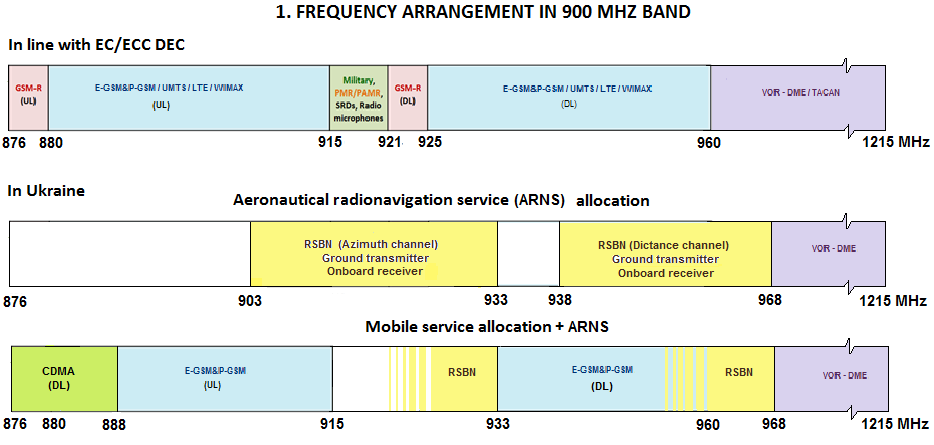 1. FREQUENCY ARRANGEMENT IN 900 MHZ BAND
In line with EC/ECC DEC
GSM-R
(UL)
E-GSM&P-GSM / UMTS / LTE / WIMAX
(UL)
Military,
PMR/PAMR,
SRDs, Radio
microphones
GSM-R
(DL)
E-GSM&P-GSM / UMTS / LTE / WIMAX
(DL)
VOR - DME / TACAN
876 880 915 921 925 960 1215 MHz
In Ukraine
Aeronautical radionavigation service (ARNS) allocation
RSBN (Azimuth channel)
Ground transmitter
Onboard receiver
RSBN (Distance channel)
Ground transmitter
Onboard receiver
VOR - DME
876 903 933 938 968 1215 MHz
Mobile service allocation + ARNS
CDMA
(DL)
E-GSM&P-GSM
(UL)
RSBN
E-GSM&P-GSM
(DL)
RSBN
VOR - DME
876 880 888 915 933 960 968 1215 MHz